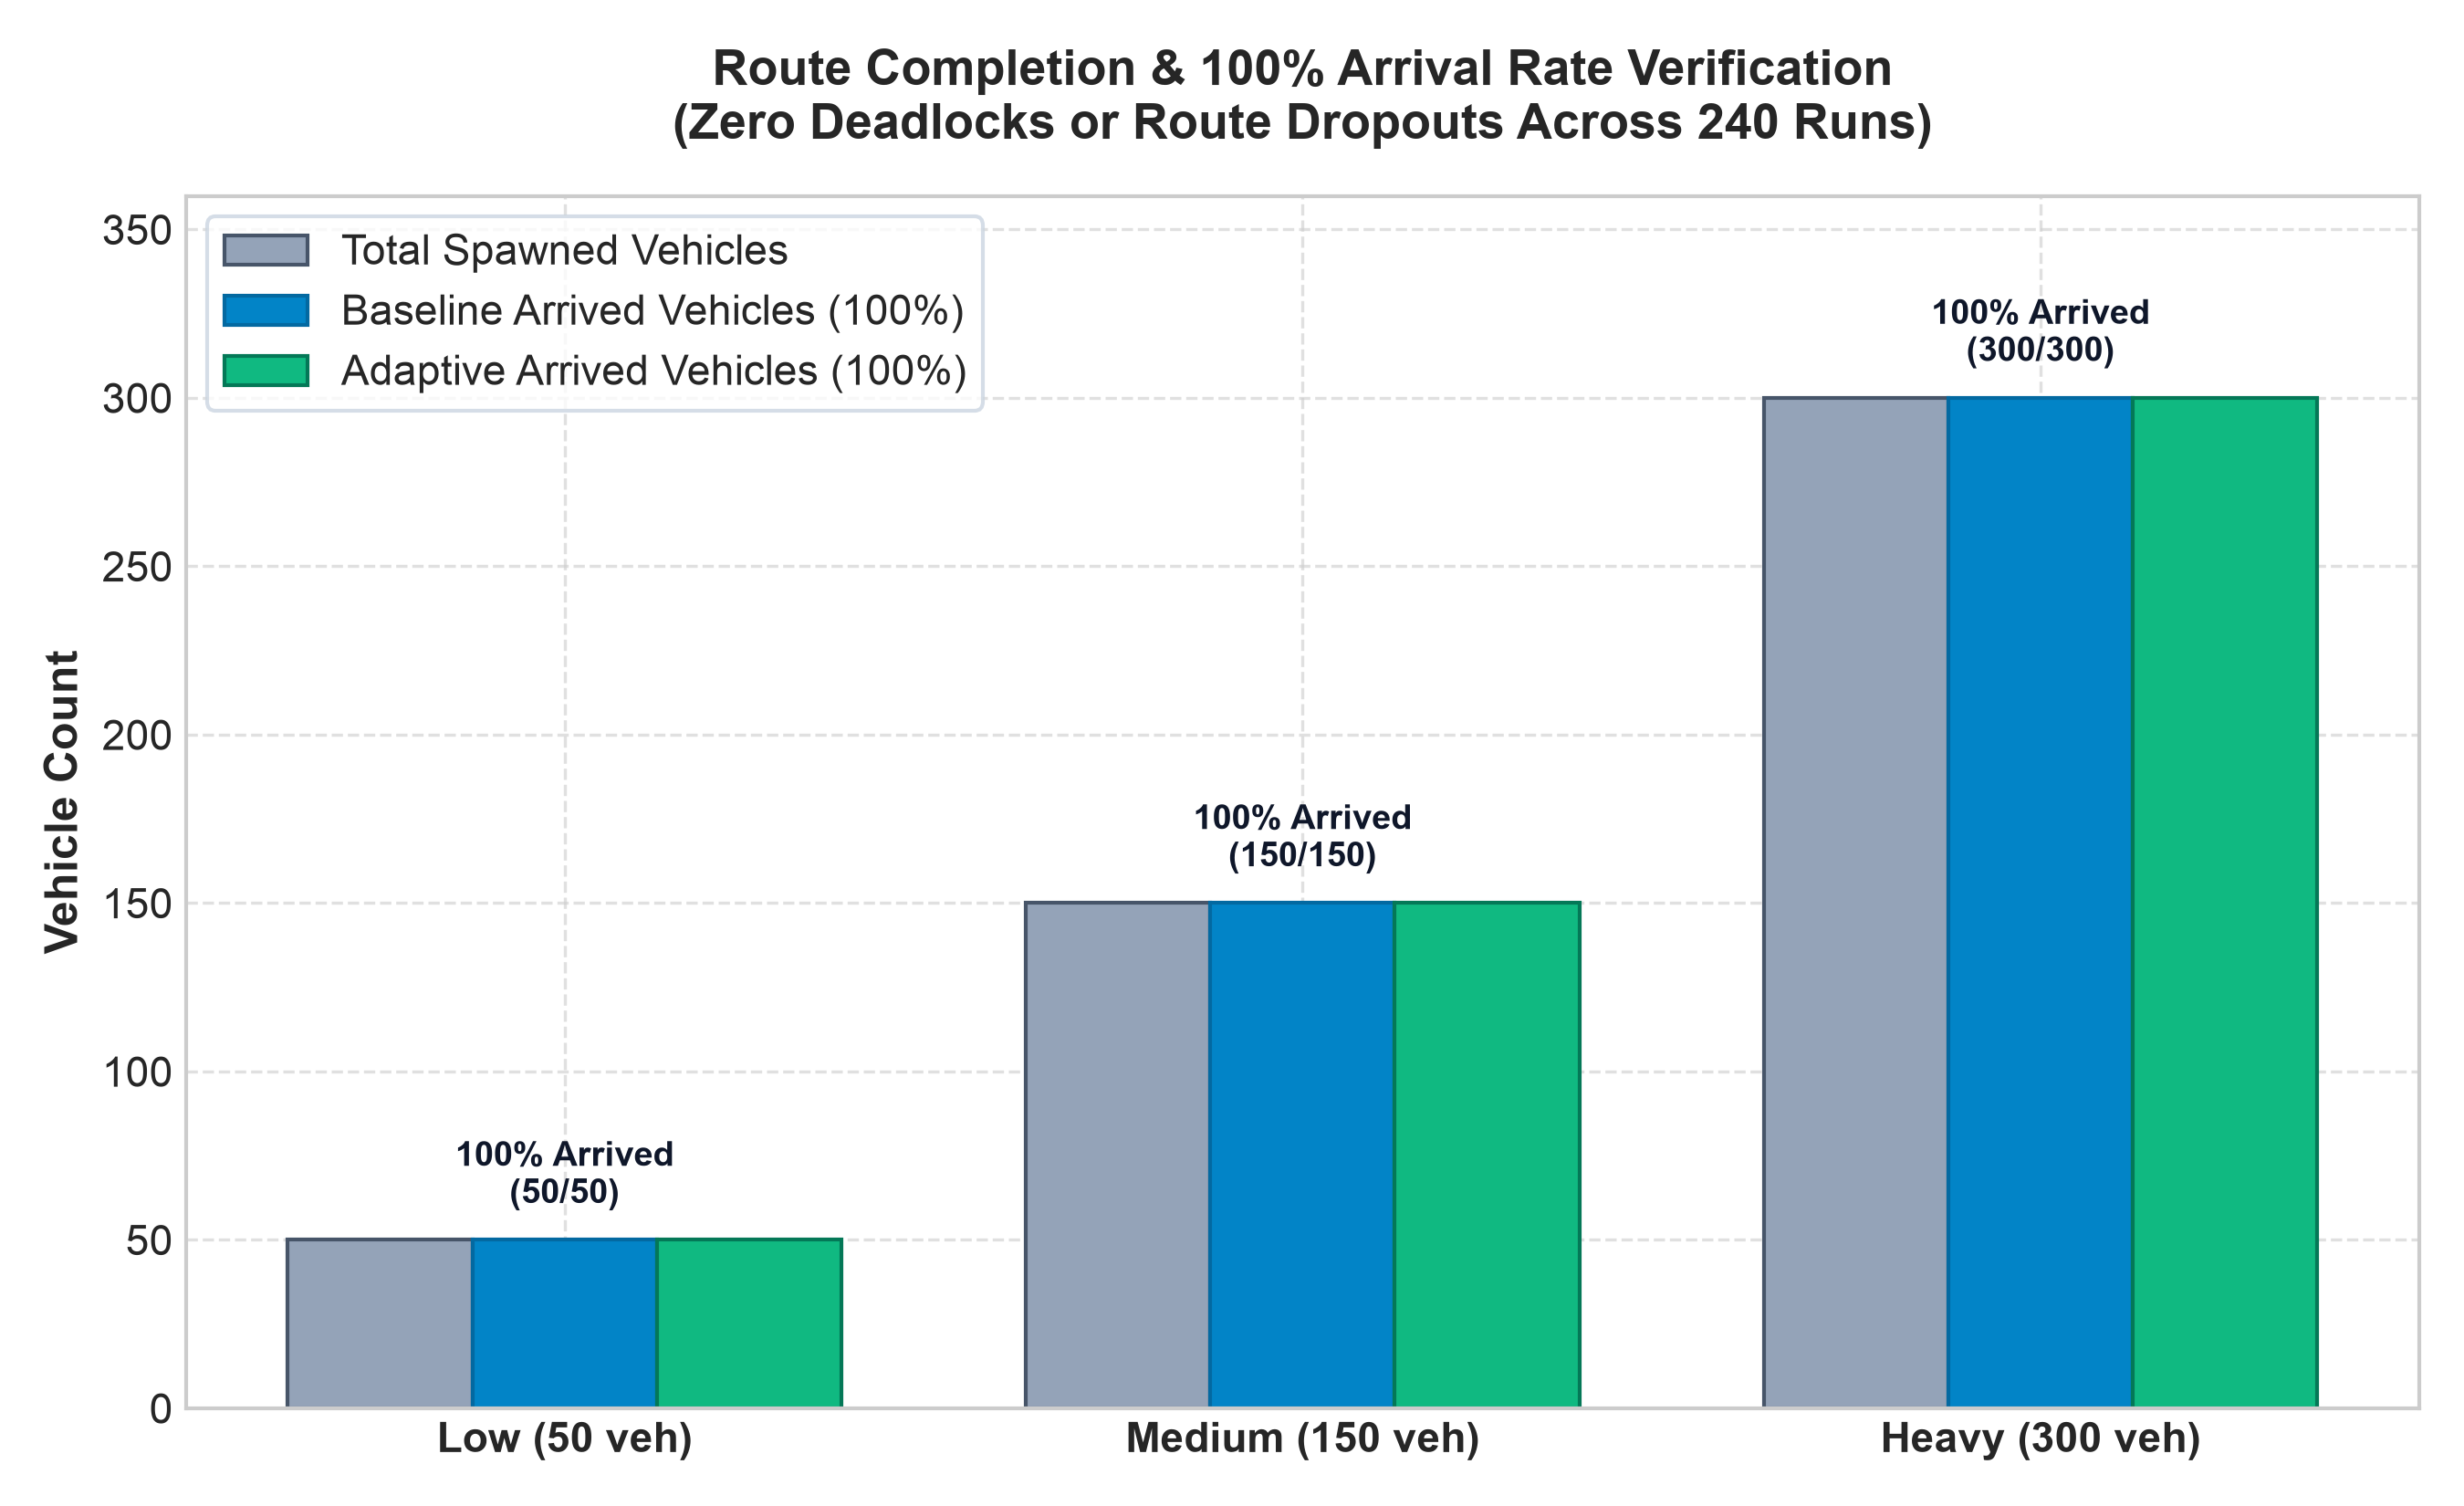 Route Completion & 100% Arrival Rate Verification
(Zero Deadlocks or Route Dropouts Across 240 Runs)
Total Spawned Vehicles
Baseline Arrived Vehicles (100%)
Adaptive Arrived Vehicles (100%)
Vehicle Count
350
300
250
200
150
100
50
0
100% Arrived
(50/50)
100% Arrived
(150/150)
100% Arrived
(300/300)
Low (50 veh)
Medium (150 veh)
Heavy (300 veh)